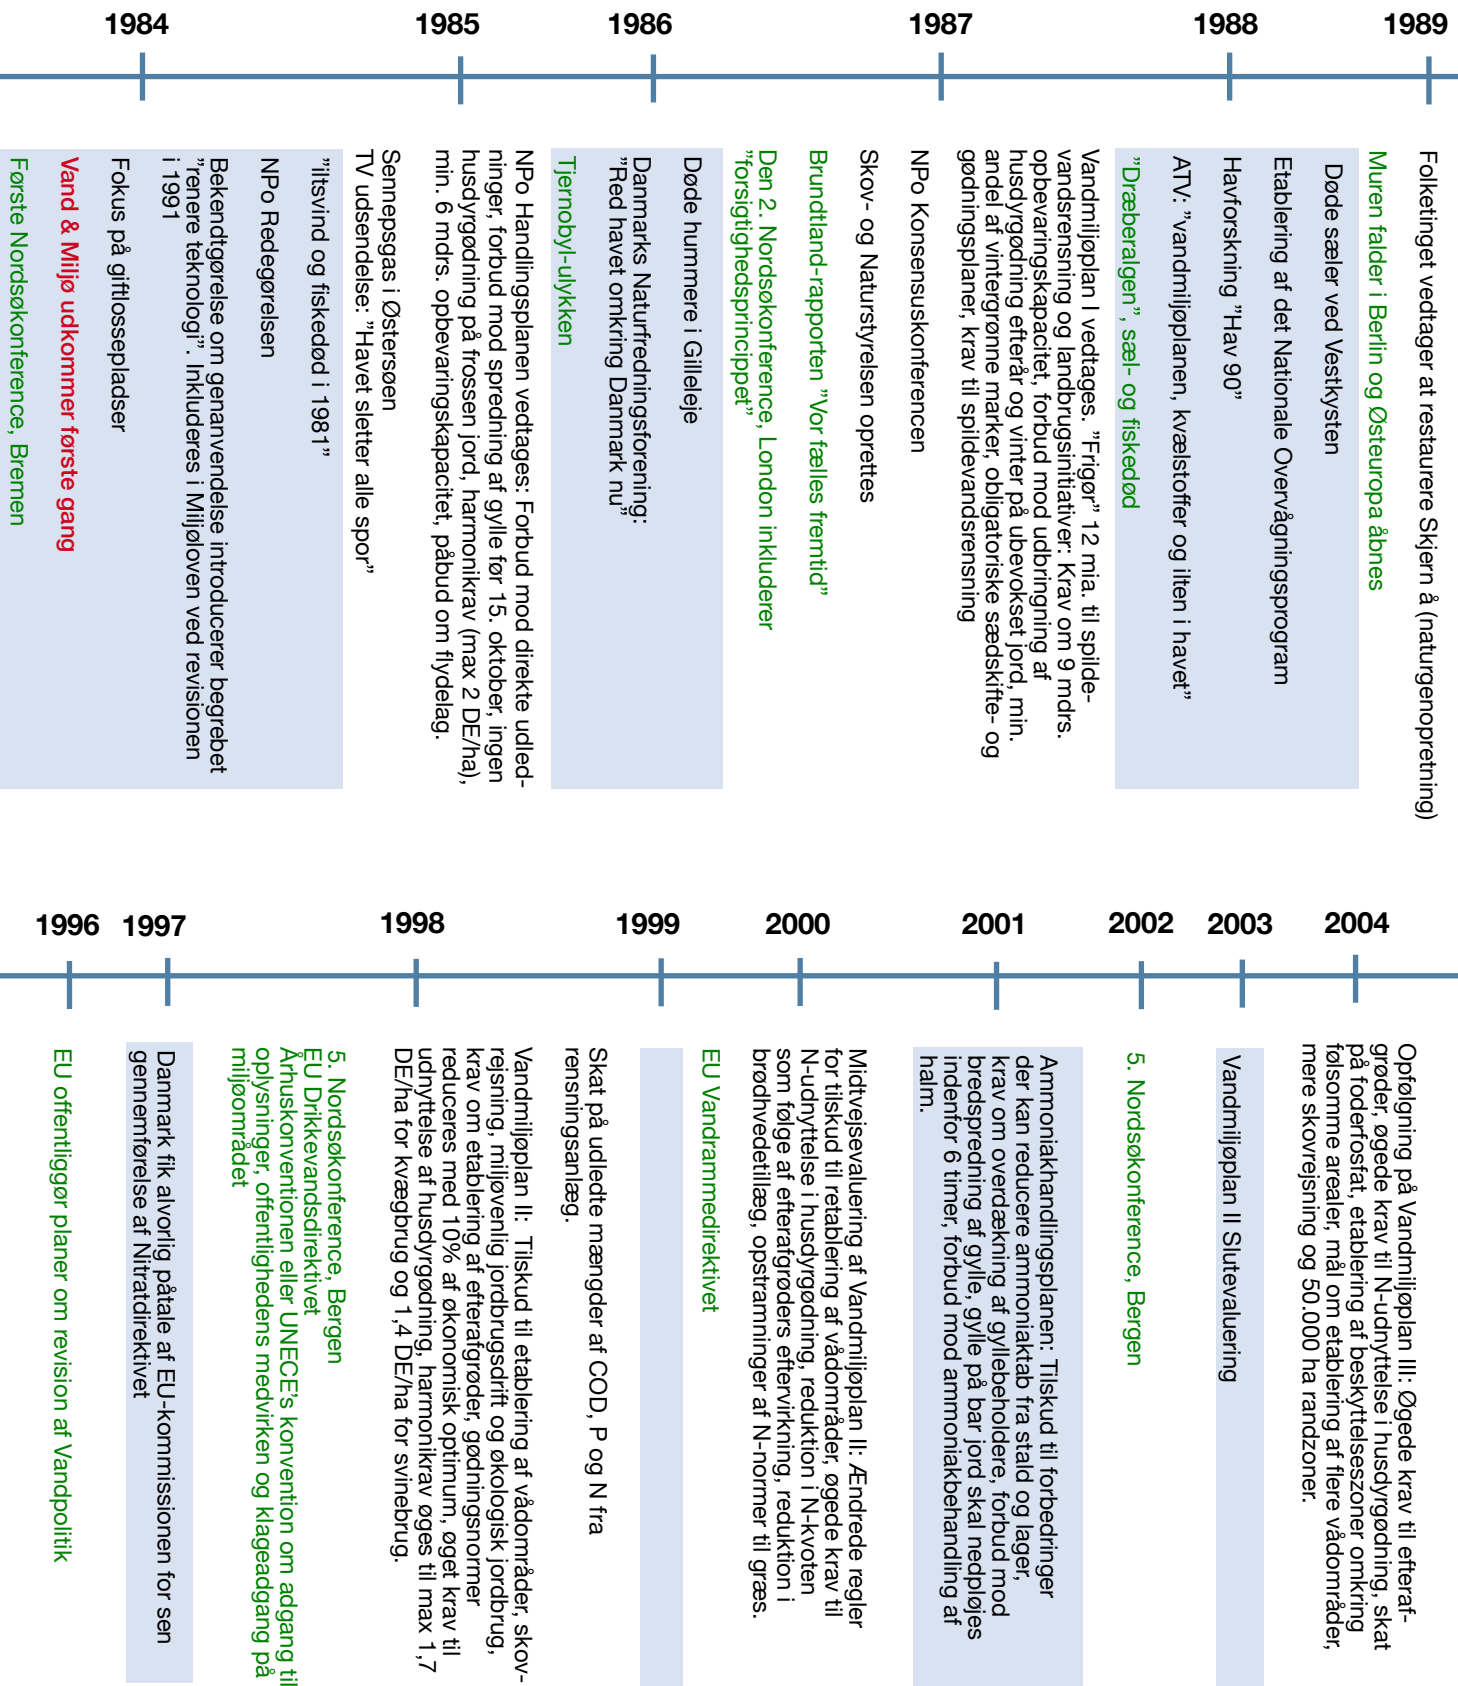 1984
1985
1986
1987
1988
1989
Folketinget vedtager at restaurere Skjern å (naturgenopretning)
Muren falder i Berlin og Østeuropa åbnes
Døde sæler ved Vestkysten
Etablering af det Nationale Overvågningsprogram
Havforskning ”Hav 90”
ATV: ”vandmiljøplanen, kvælstoffer og ilten i havet”
”Dræberalgen”, sæl- og fiskedød
Vandmiljøplan I vedtages. ”Frigør” 12 mia. til spilde-
vandsrensning og landbrugsinitiativer: Krav om 9 mdrs.
opbevaringskapacitet, forbud mod udbringning af
husdyrgødning efterår og vinter på ubevokset jord, min.
andel af vintergrønne marker, obligatoriske sædskifte- og
gødningsplaner, krav til spildevandsrensning
NPo Konsensuskonferencen
Skov- og Naturstyrelsen oprettes
Brundtland-rapporten ”Vor fælles fremtid”
Den 2. Nordsøkonference, London inkluderer
”forsigtighedsprincippet”
Døde hummere i Gilleleje
Danmarks Naturfredningsforening:
”Red havet omkring Danmark nu”
Tjernobyl-ulykken
NPo Handlingsplanen vedtages: Forbud mod direkte udled-
ninger, forbud mod spredning af gylle før 15. oktober, ingen
husdyrgødning på frossen jord, harmonikrav (max 2 DE/ha),
min. 6 mdrs. opbevaringskapacitet, påbud om flydelag.
Sennepsgas i Østersøen
TV udsendelse: ”Havet sletter alle spor”
”iltsvind og fiskedød i 1981”
NPo Redegørelsen
Bekendtgørelse om genanvendelse introducerer begrebet
”renere teknologi”. Inkluderes i Miljøloven ved revisionen
i 1991
Fokus på giftlossepladser
Vand & Miljø udkommer første gang
Første Nordsøkonference, Bremen
1996
1997
1998
1999
2000
2001
2002
2003
2004
Opfølgning på Vandmiljøplan III: Øgede krav til efteraf-
grøder, øgede krav til N-udnyttelse i husdyrgødning, skat
på foderfosfat, etablering af beskyttelseszoner omkring
følsomme arealer, mål om etablering af flere vådområder,
mere skovrejsning og 50.000 ha randzoner.
Vandmiljøplan II Slutevaluering
5. Nordsøkonference, Bergen
Ammoniakhandlingsplanen: Tilskud til forbedringer
der kan reducere ammoniaktab fra stald og lager,
krav om overdækning af gyllebeholdere, forbud mod
bredspredning af gylle, gylle på bar jord skal nedpløjes
indenfor 6 timer, forbud mod ammoniakbehandling af
halm.
Midtvejsevaluering af Vandmiljøplan II: Ændrede regler
for tilskud til retablering af vådområder, øgede krav til
N-udnyttelse i husdyrgødning, reduktion i N-kvoten
som følge af efterafgrøders eftervirkning, reduktion i
brødhvedetillæg, opstramninger af N-normer til græs.
EU Vandrammedirektivet
Skat på udledte mængder af COD, P og N fra
rensningsanlæg.
Vandmiljøplan II: Tilskud til etablering af vådområder, skov-
rejsning, miljøvenlig jordbrugsdrift og økologisk jordbrug,
krav om etablering af efterafgrøder, gødningsnormer
reduceres med 10% af økonomisk optimum, øget krav til
udnyttelse af husdyrgødning, harmonikrav øges til max 1,7
DE/ha for kvægbrug og 1,4 DE/ha for svinebrug.
5. Nordsøkonference, Bergen
EU Drikkevandsdirektivet
Århuskonventionen eller UNECE’s konvention om adgang til
oplysninger, offentlighedens medvirken og klageadgang på
miljøområdet
Danmark fik alvorlig påtale af EU-kommissionen for sen
gennemførelse af Nitratdirektivet
EU offentliggør planer om revision af Vandpolitik